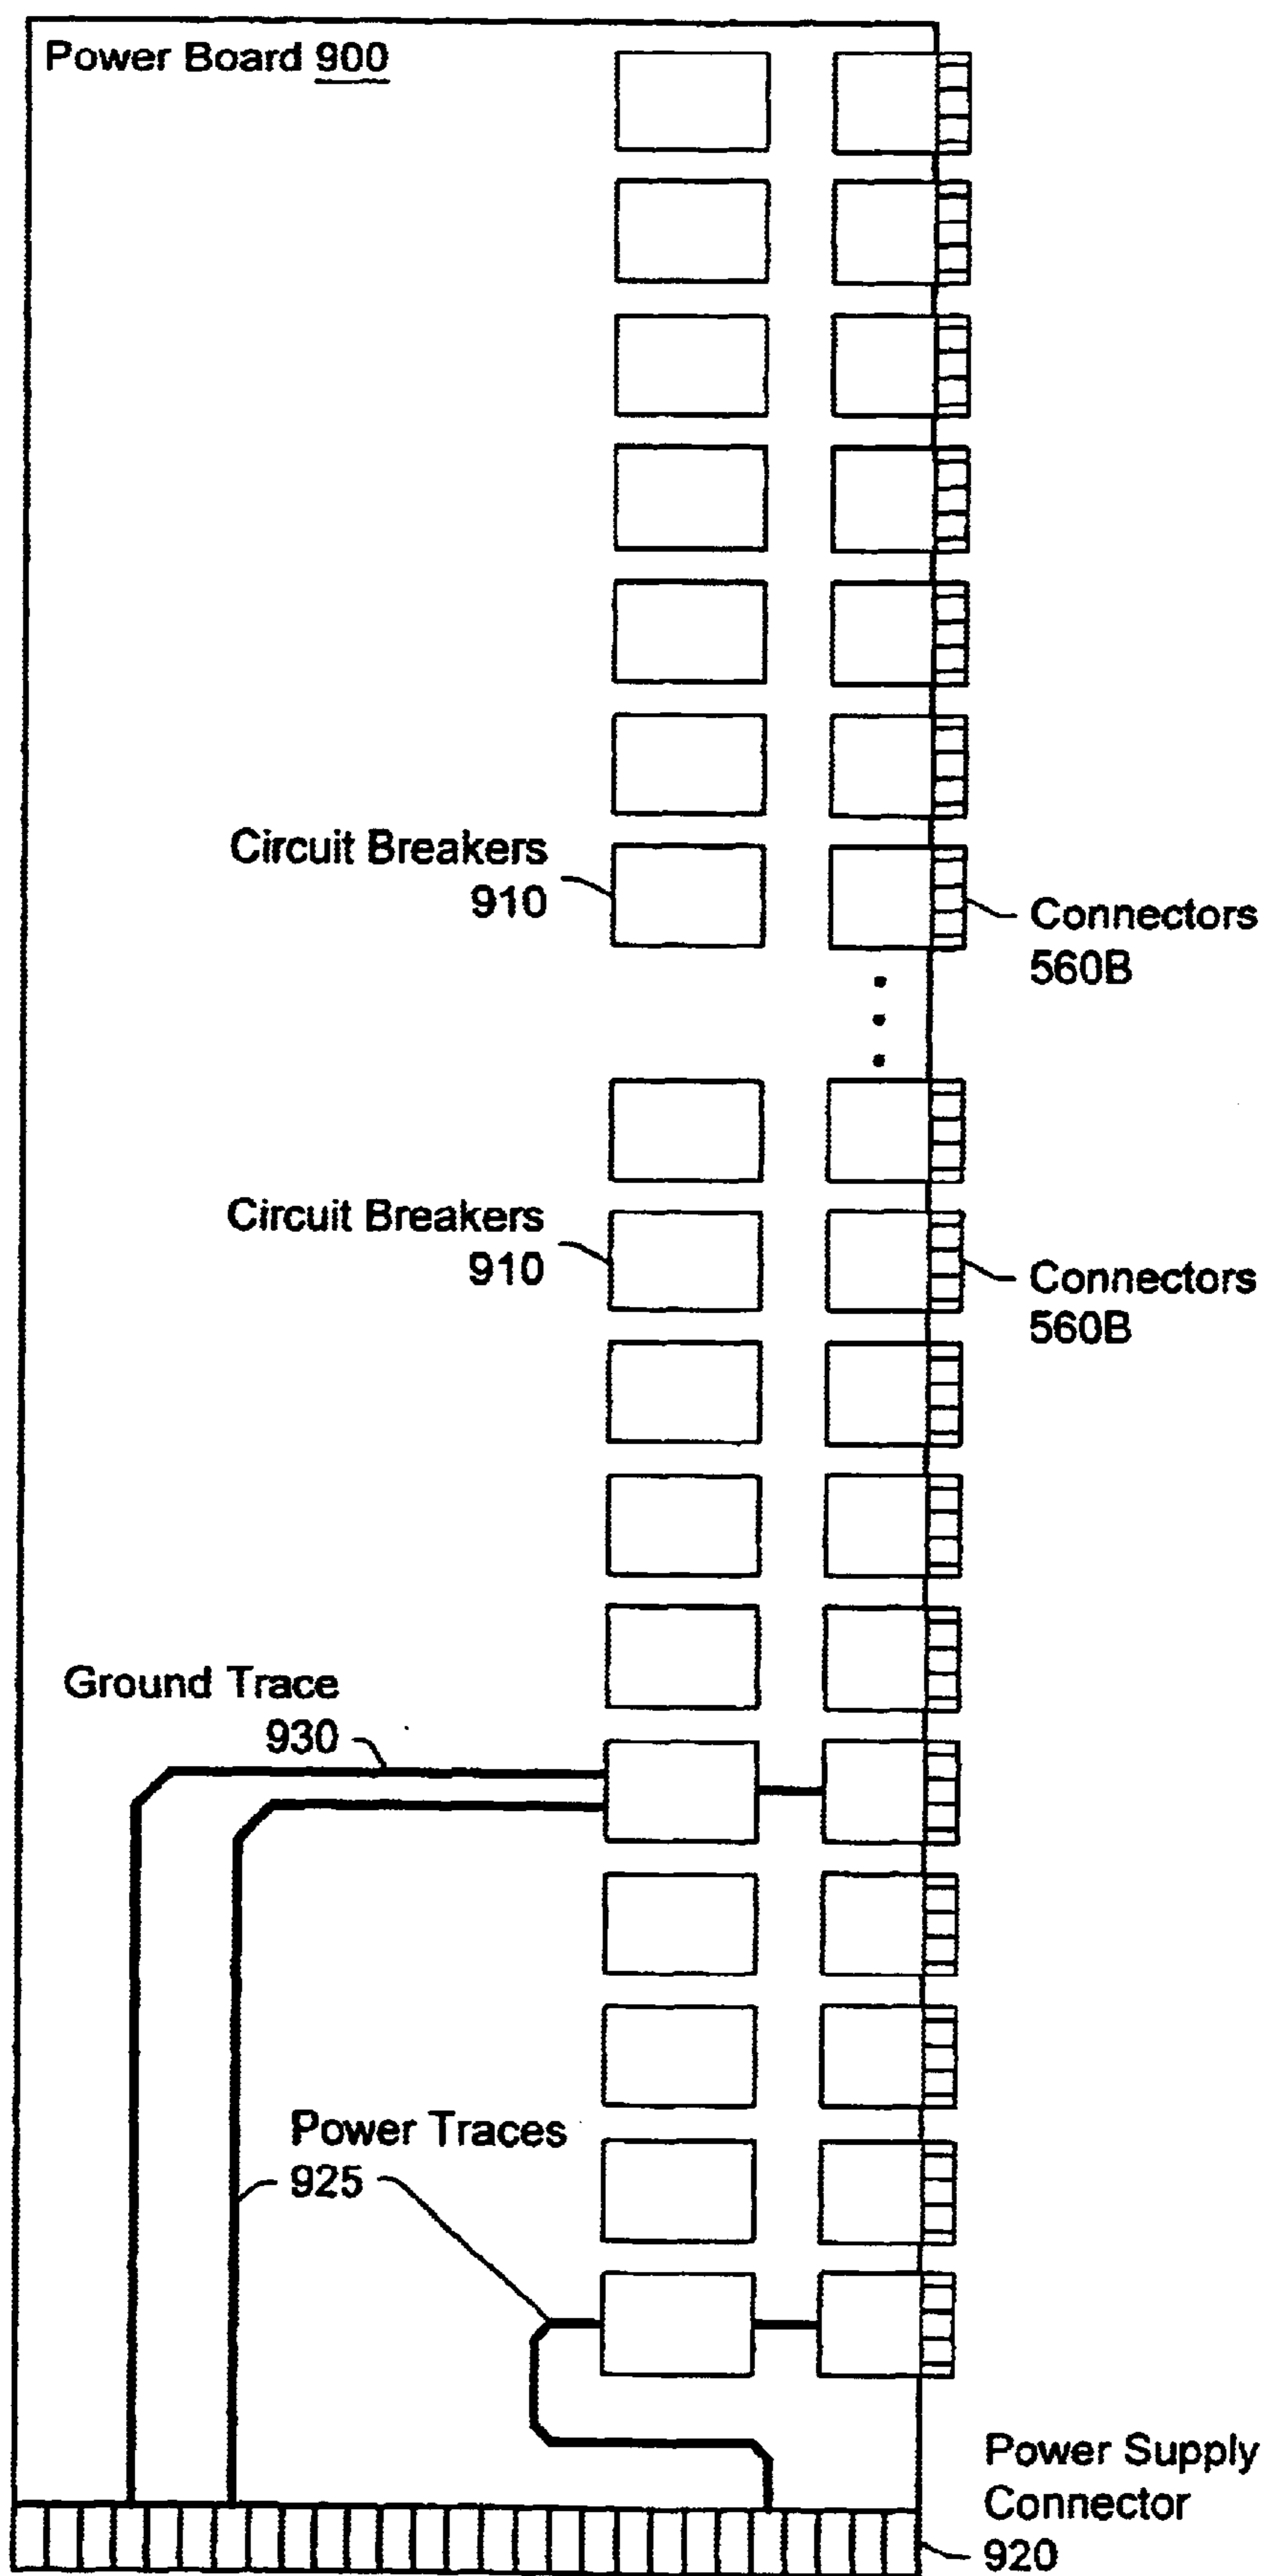 Power Board 900
Circuit Breakers
910
Connectors
560B
Circuit Breakers
910
Connectors
560B
Ground Trace
930
Power Traces
925
Power Supply
Connector
920